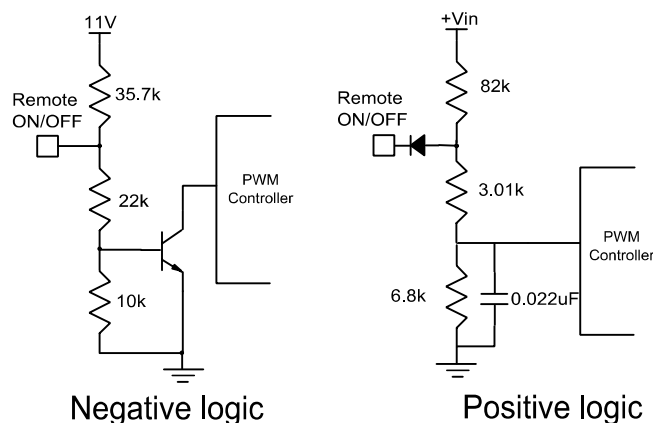 11V
35.7k
Remote
ON/OFF
22k
10k
PWM
Controller
Negative logic
+Vin
82k
Remote
ON/OFF
3.01k
6.8k
0.022uF
PWM
Controller
Positive logic